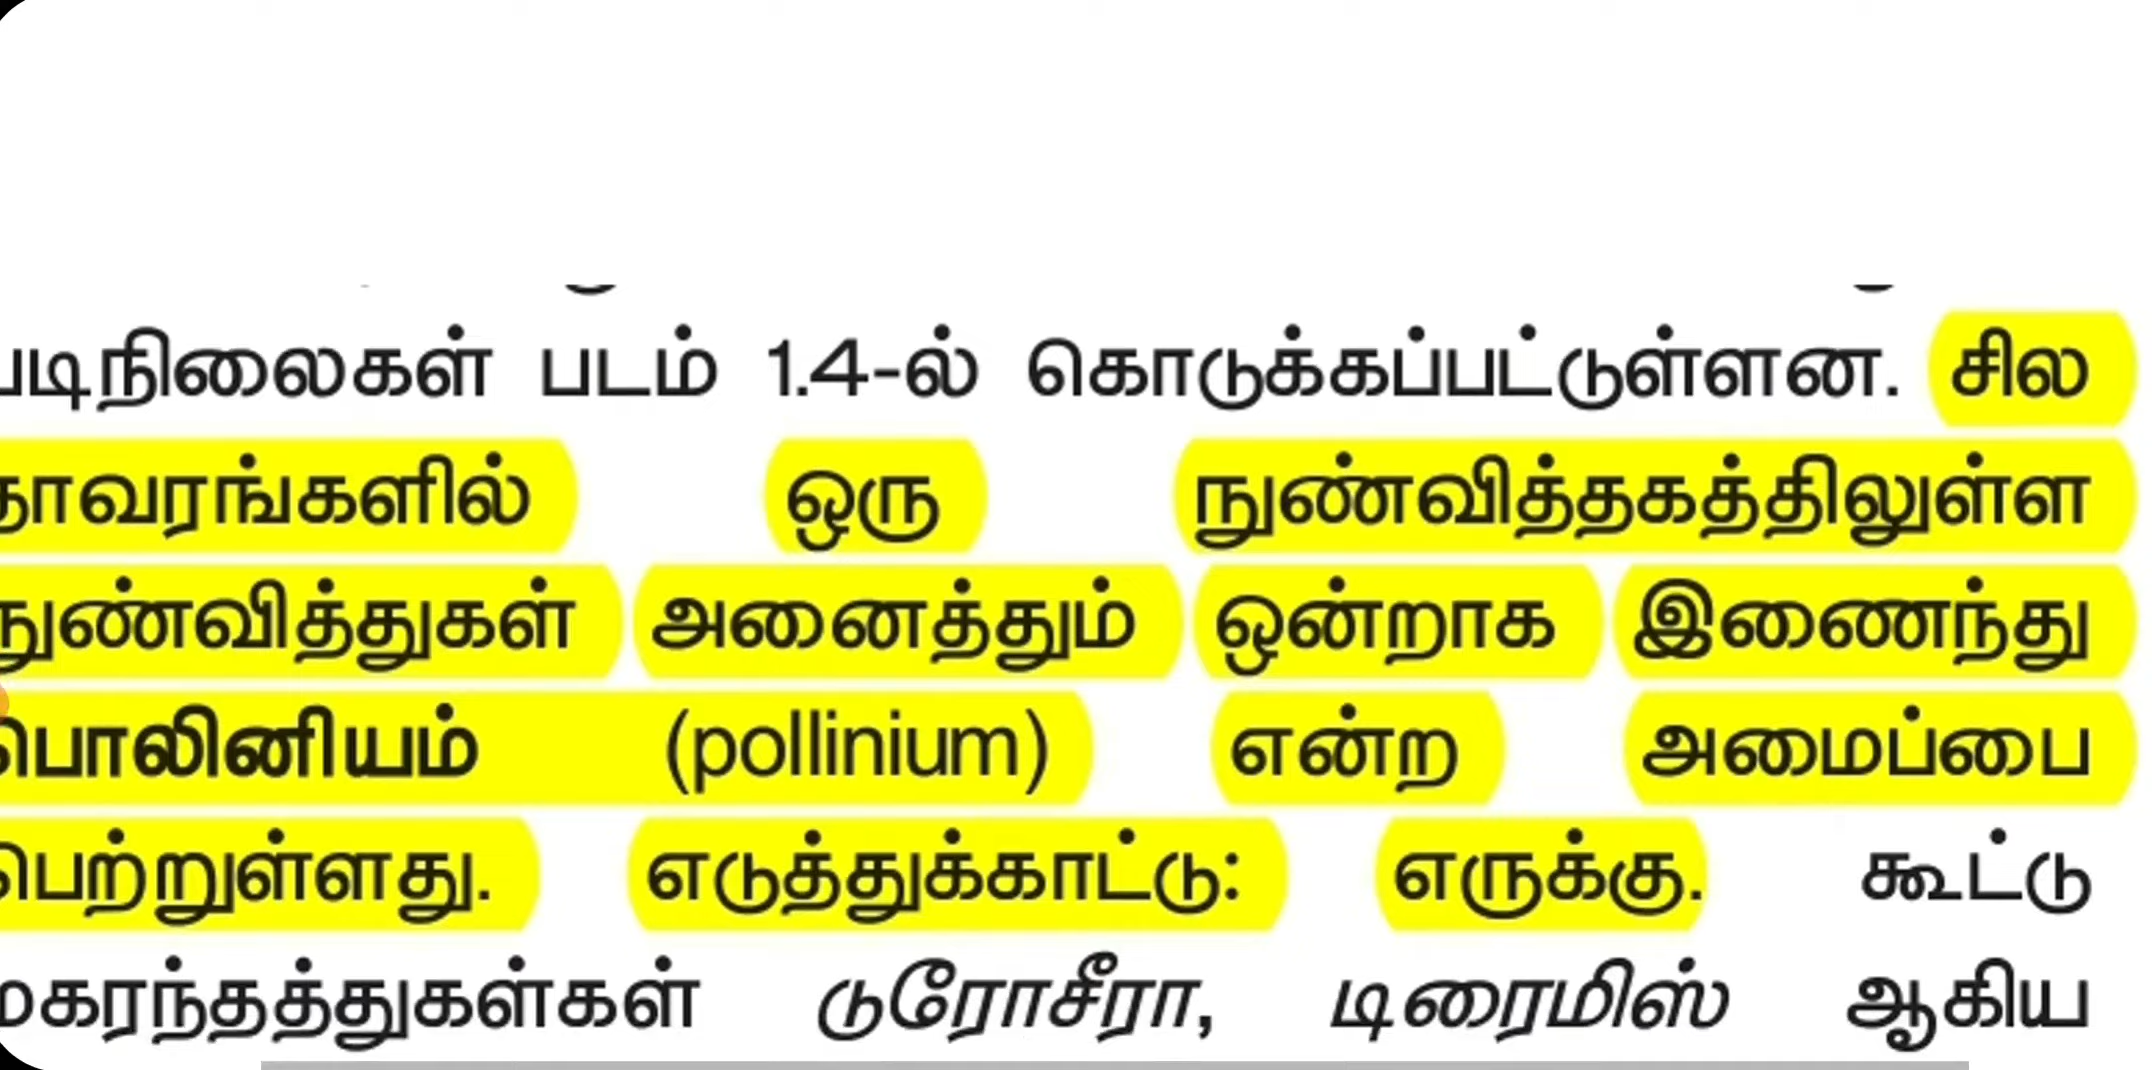 படிநிலைகள் படம் 1.4-ல் கொடுக்கப்பட்டுள்ளன. சில
தாவரங்களில் ஒரு நுண்வித்தகத்திலுள்ள
நுண்வித்துகள் அனைத்தும் ஒன்றாக இணைந்து
பொலினியம் (pollinium) என்ற அமைப்பை
பெற்றுள்ளது. எடுத்துக்காட்டு: எருக்கு. கூட்டு
மகரந்தத்துகள்கள் டுரோசீரா, டிரைமிஸ் ஆகிய